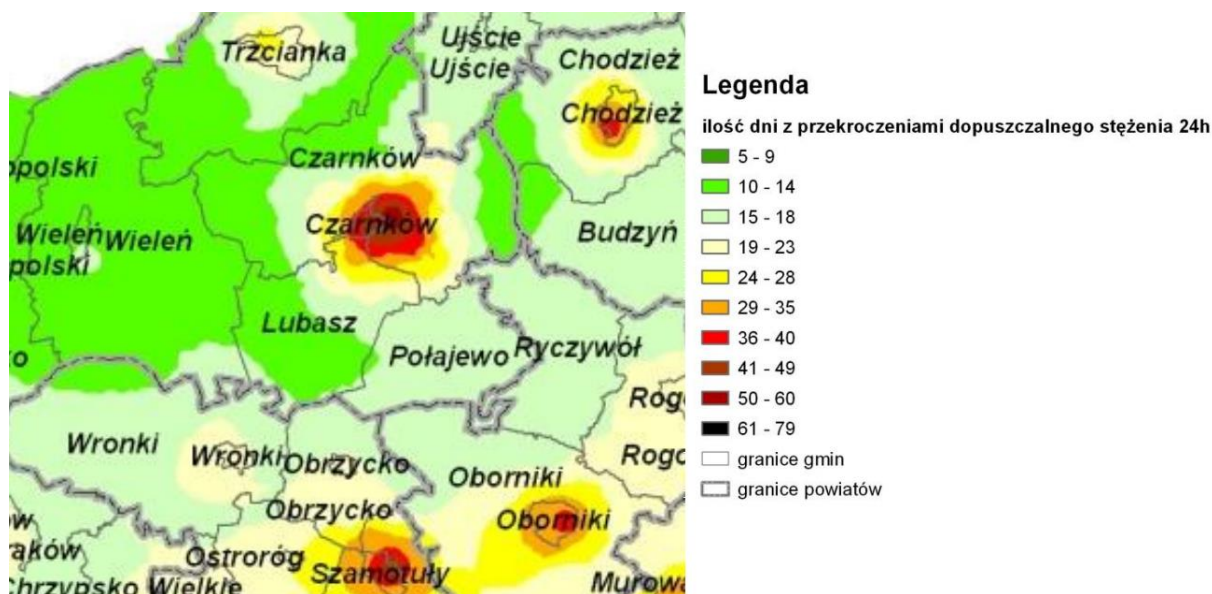 Trzcianka
Ujście
Ujście
Chodzież
Chodzież
Czarnków
opolski
Czarnków
Wieleń
Wieleń
polski
Budzyń
Lubasz
Połajewo
Ryczywół
Rog
Wronki
Wronki
Obrzycko
Oborniki
Rogo
Obrzycko
Oborniki
Ostroróg
Szamotuły
Chrzypsko Wielkie
Murowa
Legenda
ilość dni z przekroczeniami dopuszczalnego stężenia 24h
5 - 9
10 - 14
15 - 18
19 - 23
24 - 28
29 - 35
36 - 40
41 - 49
50 - 60
61 - 79
granice gmin
granice powiatów